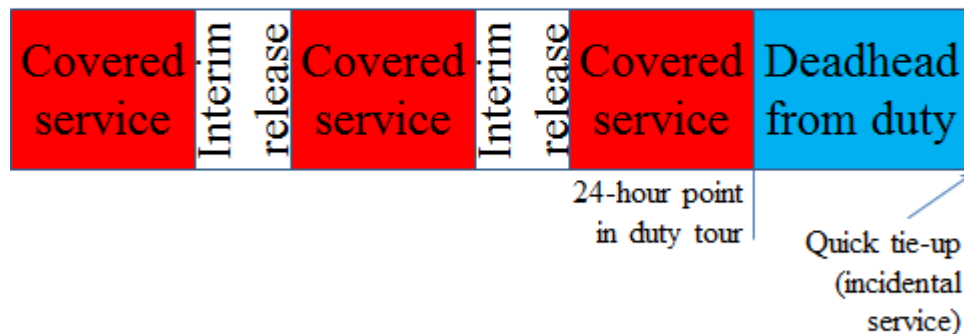 Covered
service
Interim
release
Covered
service
Interim
release
Covered
service
Deadhead
from duty
24-hour point
in duty tour
Quick tie-up
(incidental
service)